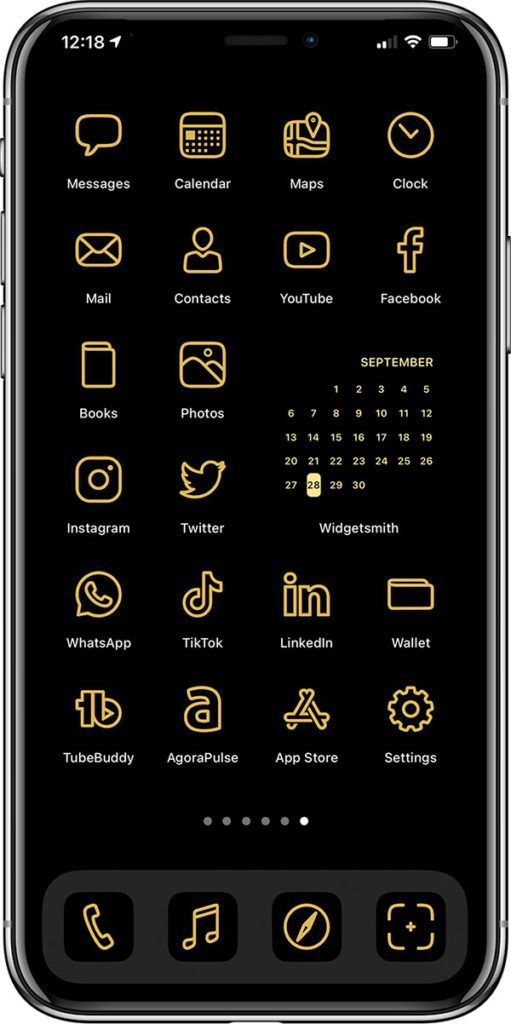 12:18
Messages Calendar Maps Clock
Mail Contacts YouTube Facebook
Books Photos
SEPTEMBER
1 2 3 4 5
6 7 8 9 10 11 12
13 14 15 16 17 18 19
20 21 22 23 24 25 26
27 28 29 30
Instagram Twitter Widgetsmith
WhatsApp TikTok LinkedIn Wallet
TubeBuddy AgoraPulse App Store Settings